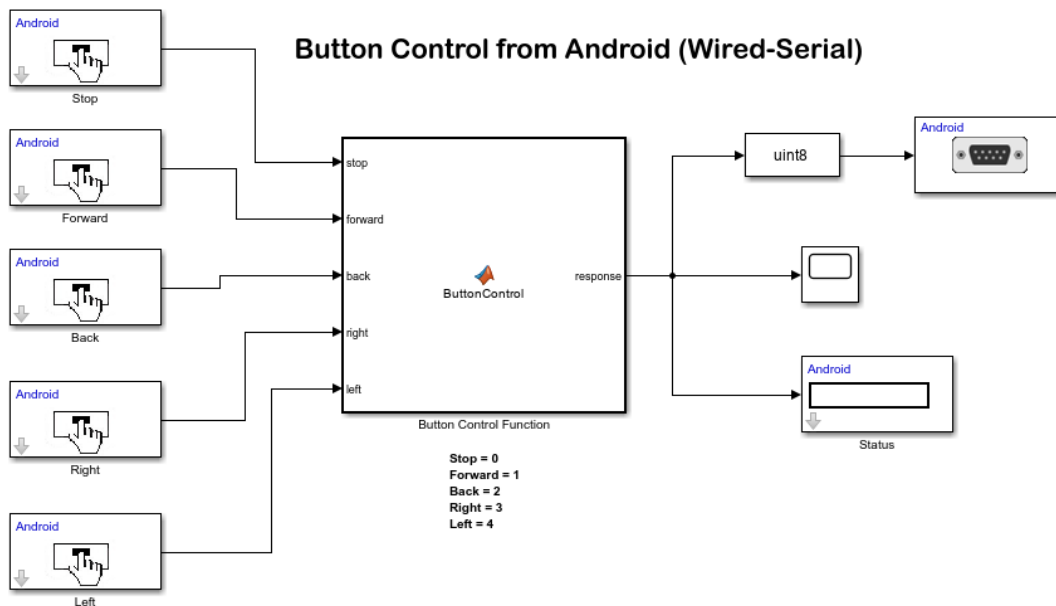 Button Control from Android (Wired-Serial)
Android
Stop
Android
Forward
Android
Back
Android
Right
Android
Left
stop
forward
back
right
left
ButtonControl
response
Button Control Function
Stop = 0
Forward = 1
Back = 2
Right = 3
Left = 4
uint8
Android
Android
Status